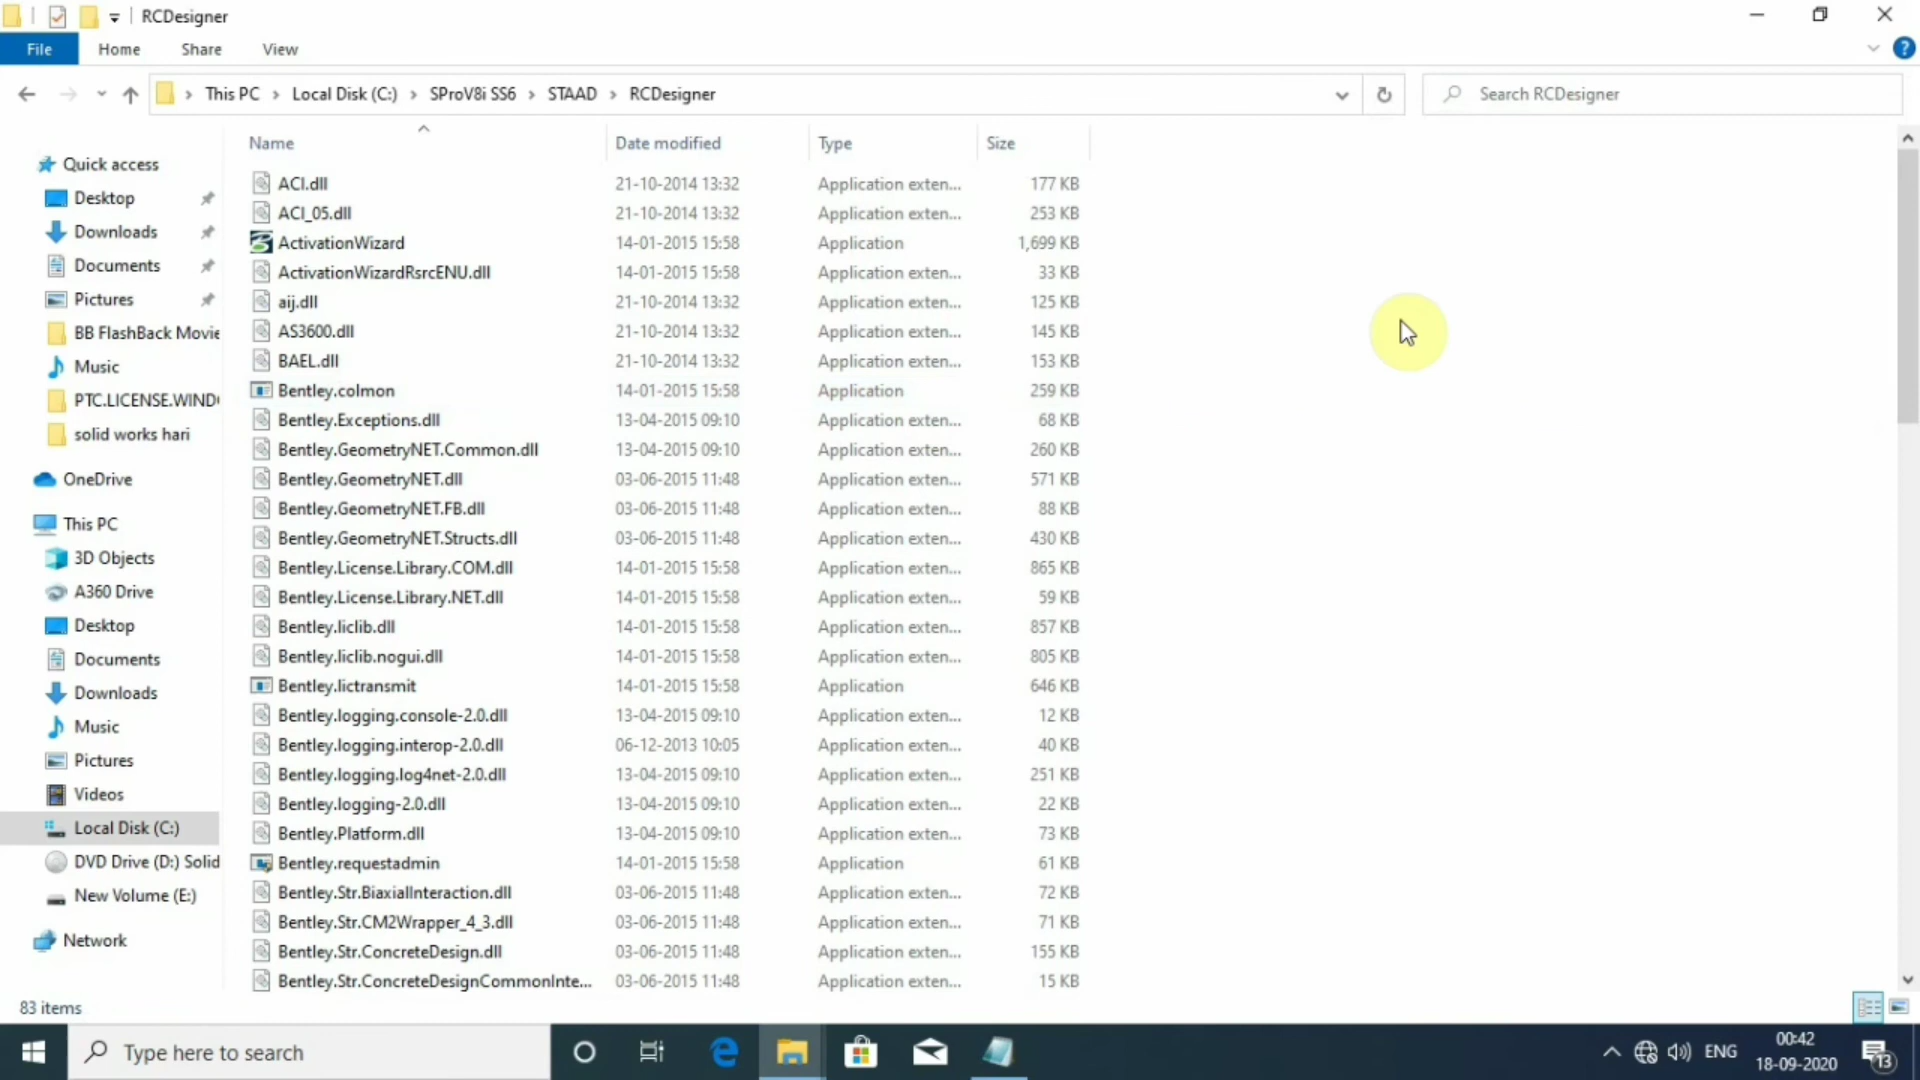 RCDesigner
File Home Share View
This PC Local Disk (C:) SProV8i SS6 STAAD RCDesigner
Search RCDesigner
Name Date modified Type Size
Quick access
Desktop
Downloads
Documents
Pictures
BB FlashBack Movie
Music
PTC.LICENSE.WIND
solid works hari
OneDrive
This PC
3D Objects
A360 Drive
Desktop
Documents
Downloads
Music
Pictures
Videos
Local Disk (C:)
DVD Drive (D:) Solid
New Volume (E:)
Network
ACI.dll 21-10-2014 13:32 Application exten... 177 KB
ACI_05.dll 21-10-2014 13:32 Application exten... 253 KB
ActivationWizard 14-01-2015 15:58 Application 1,699 KB
ActivationWizardRsrcENU.dll 14-01-2015 15:58 Application exten... 33 KB
aij.dll 21-10-2014 13:32 Application exten... 125 KB
AS3600.dll 21-10-2014 13:32 Application exten... 145 KB
BAEL.dll 21-10-2014 13:32 Application exten... 153 KB
Bentley.colmon 14-01-2015 15:58 Application 259 KB
Bentley.Exceptions.dll 13-04-2015 09:10 Application exten... 68 KB
Bentley.GeometryNET.Common.dll 13-04-2015 09:10 Application exten... 260 KB
Bentley.GeometryNET.dll 03-06-2015 11:48 Application exten... 571 KB
Bentley.GeometryNET.FB.dll 03-06-2015 11:48 Application exten... 88 KB
Bentley.GeometryNET.Structs.dll 03-06-2015 11:48 Application exten... 430 KB
Bentley.License.Library.COM.dll 14-01-2015 15:58 Application exten... 865 KB
Bentley.License.Library.NET.dll 14-01-2015 15:58 Application exten... 59 KB
Bentley.liclib.dll 14-01-2015 15:58 Application exten... 857 KB
Bentley.liclib.nogui.dll 14-01-2015 15:58 Application exten... 805 KB
Bentley.lictransmit 14-01-2015 15:58 Application 646 KB
Bentley.logging.console-2.0.dll 13-04-2015 09:10 Application exten... 12 KB
Bentley.logging.interop-2.0.dll 06-12-2013 10:05 Application exten... 40 KB
Bentley.logging.log4net-2.0.dll 13-04-2015 09:10 Application exten... 251 KB
Bentley.logging-2.0.dll 13-04-2015 09:10 Application exten... 22 KB
Bentley.Platform.dll 13-04-2015 09:10 Application exten... 73 KB
Bentley.requestadmin 14-01-2015 15:58 Application 61 KB
Bentley.Str.BiaxialInteraction.dll 03-06-2015 11:48 Application exten... 72 KB
Bentley.Str.CM2Wrapper_4_3.dll 03-06-2015 11:48 Application exten... 71 KB
Bentley.Str.ConcreteDesign.dll 03-06-2015 11:48 Application exten... 155 KB
Bentley.Str.ConcreteDesignCommonInte... 03-06-2015 11:48 Application exten... 15 KB
83 items
Type here to search
ENG
00:42
18-09-2020
13